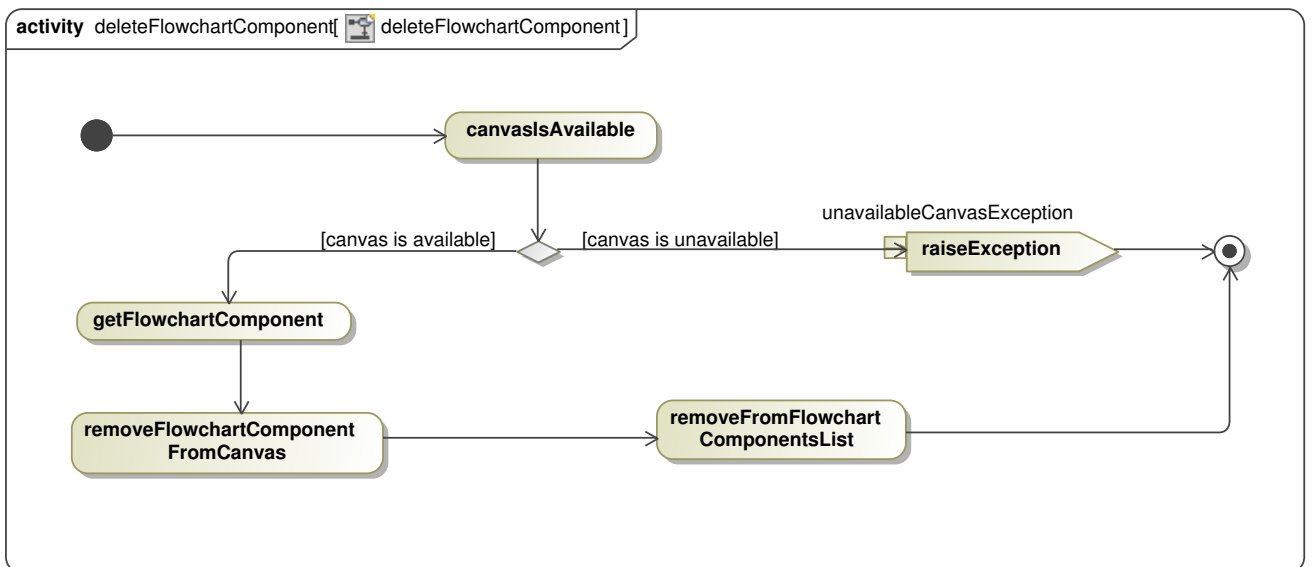 activity deleteFlowchartComponent[ deleteFlowchartComponent]
canvasIsAvailable
unavailableCanvasException
[canvas is available]
[canvas is unavailable]
raiseException
getFlowchartComponent
removeFlowchartComponent
FromCanvas
removeFromFlowchart
ComponentsList